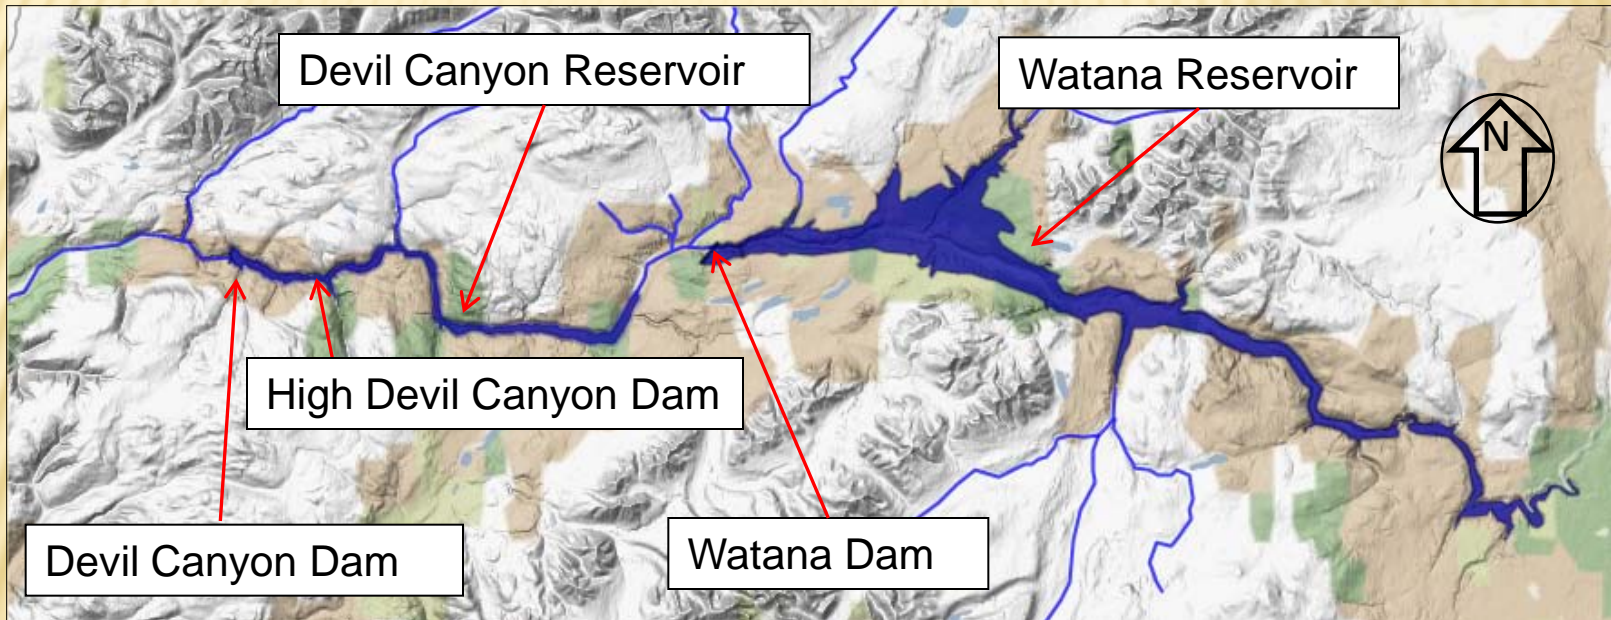 Devil Canyon Reservoir
Watana Reservoir
N
High Devil Canyon Dam
Devil Canyon Dam
Watana Dam